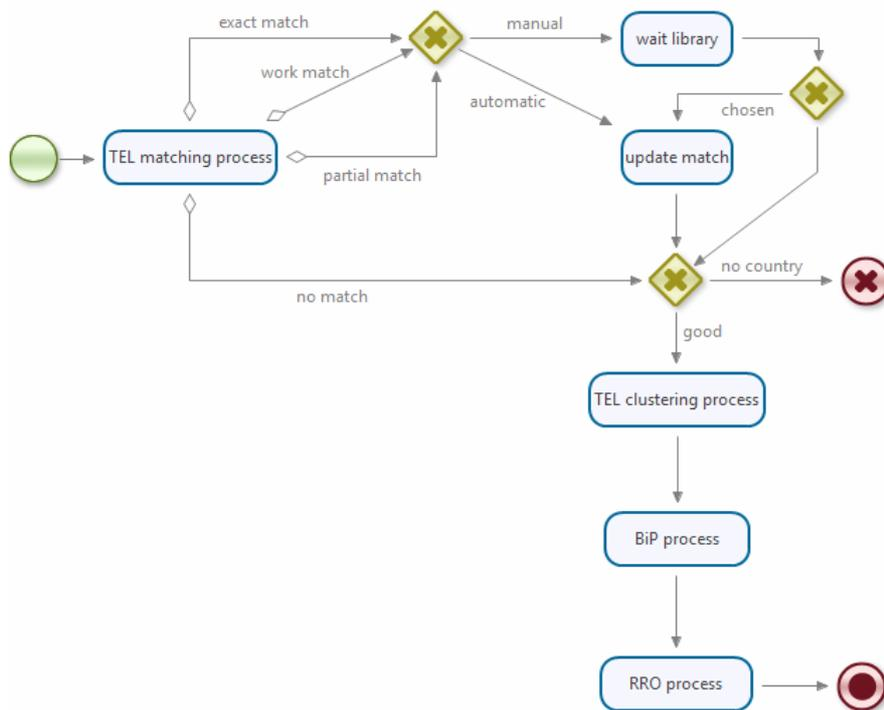 exact match
manual
wait library
work match
automatic
chosen
TEL matching process
update match
partial match
no match
no country
good
TEL clustering process
BiP process
RRO process